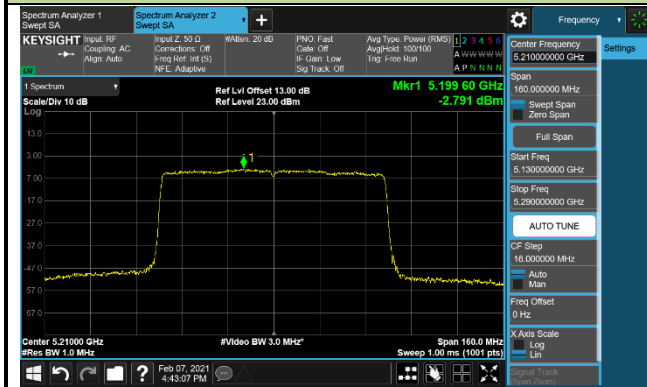 Spectrum Analyzer 1
Swept SA
Spectrum Analyzer 2
Swept SA
+
Frequency
KEYSIGHT
Input: RF
Coupling: AC
Align: Auto
Input Z: 50 Ω
Corrections: Off
Freq Ref: Int (S)
NFE: Adaptive
#Atten: 20 dB
PNO: Fast
Gate: Off
IF Gain: Low
Sig Track: Off
Avg Type: Power (RMS)
Avg|Hold: 100/100
Trig: Free Run
1 2 3 4 5 6
A W W W W W
A P N N N N
LXI
1 Spectrum
Scale/Div 10 dB
Log
Ref Lvl Offset 13.00 dB
Ref Level 23.00 dBm
Mkr1 5.199 60 GHz
-2.791 dBm
13.0
3.00
-7.00
-17.0
-27.0
-37.0
-47.0
-57.0
-67.0
1
Center 5.21000 GHz
#Res BW 1.0 MHz
#Video BW 3.0 MHz*
Span 160.0 MHz
Sweep 1.00 ms (1001 pts)
Feb 07, 2021
4:43:07 PM
Settings
Center Frequency
5.210000000 GHz
Span
160.000000 MHz
Swept Span
Zero Span
Full Span
Start Freq
5.130000000 GHz
Stop Freq
5.290000000 GHz
AUTO TUNE
CF Step
16.000000 MHz
Auto
Man
Freq Offset
0 Hz
X Axis Scale
Log
Lin
Signal Track
(Span Zoom)